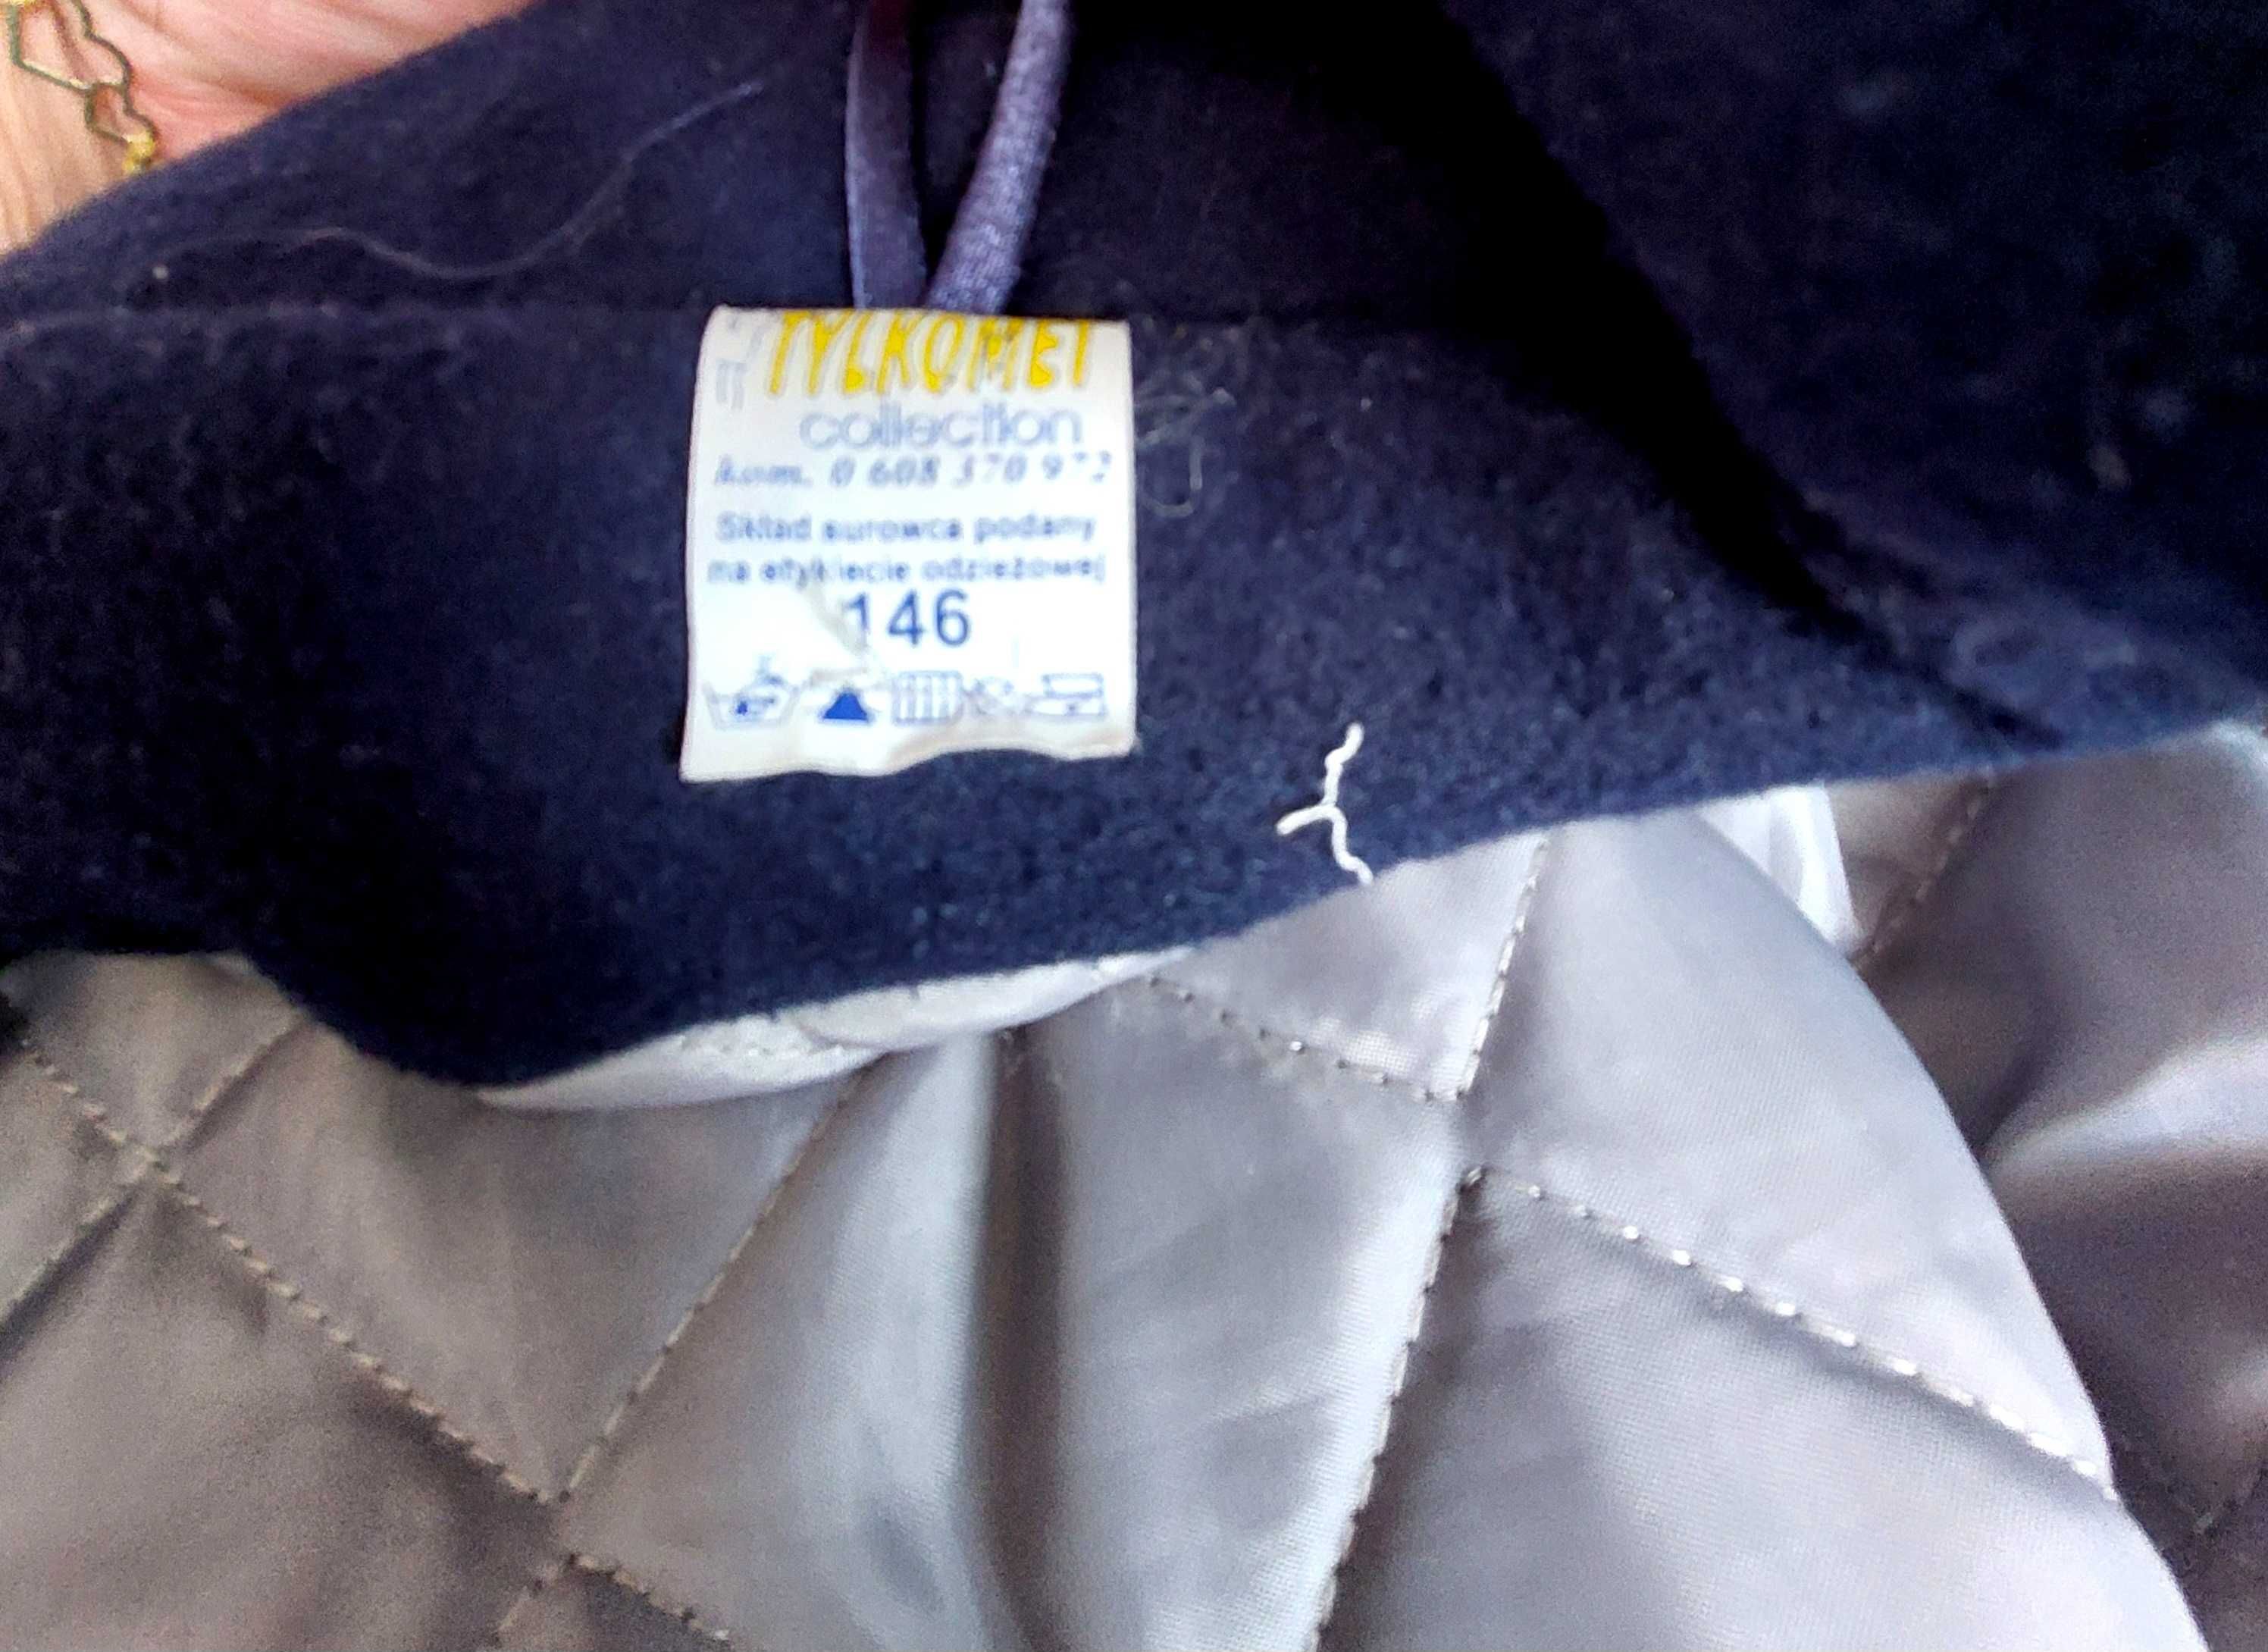 TYLKOMET
collection
kom. 0 608 370 972
Skład surowca podany
na etykiecie odzieżowej
146